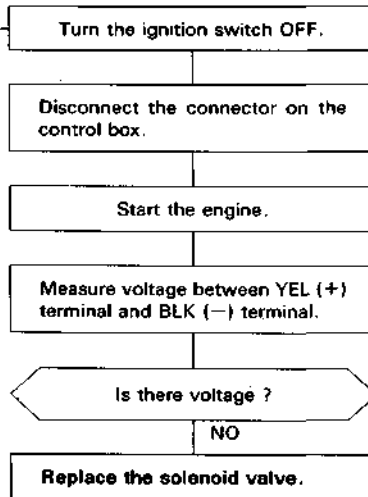 Turn the ignition switch OFF.
Disconnect the connector on the
control box.
Start the engine.
Measure voltage between YEL (+)
terminal and BLK (−) terminal.
Is there voltage ?
NO
Replace the solenoid valve.